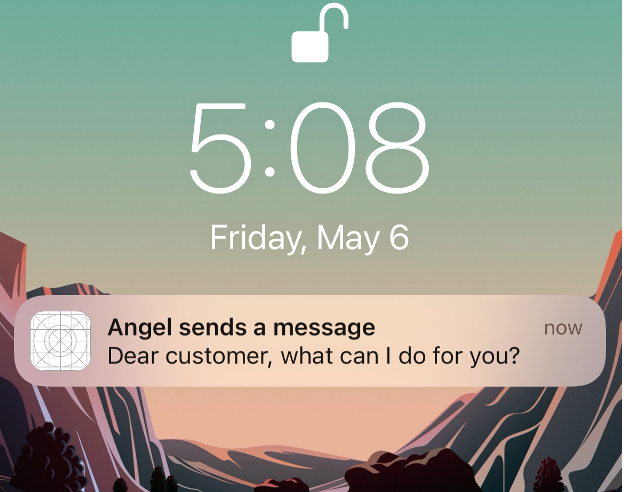 5:08
Friday, May 6
Angel sends a message now
Dear customer, what can I do for you?